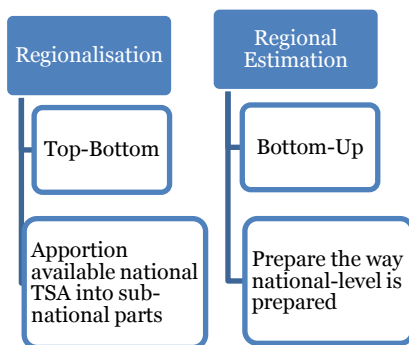 Regionalisation
Top-Bottom
Apportion
available national
TSA into sub-
national parts
Regional
Estimation
Bottom-Up
Prepare the way
national-level is
prepared